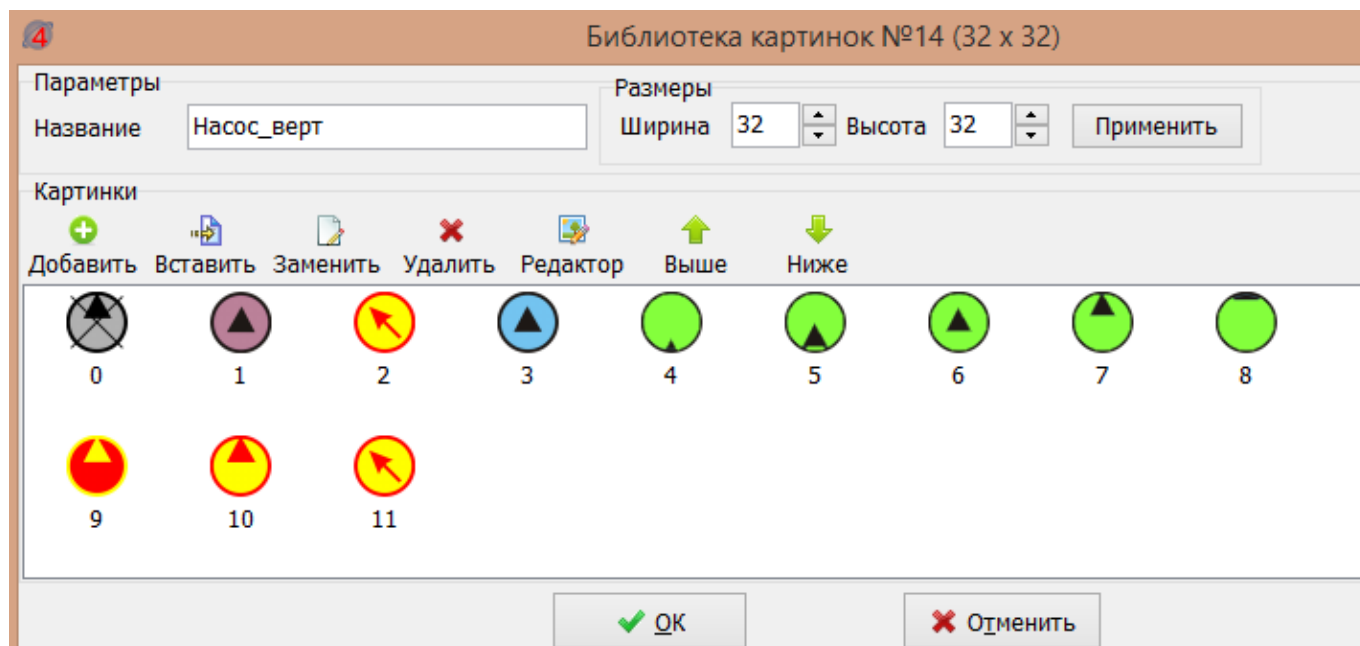 4 Библиотека картинок №14 (32 x 32)
Параметры
Размеры
Название Насос_верт Ширина 32 Высота 32 Применить
Картинки
Добавить Вставить Заменить Удалить Редактор Выше Ниже
0 1 2 3 4 5 6 7 8
9 10 11
ОК Отменить